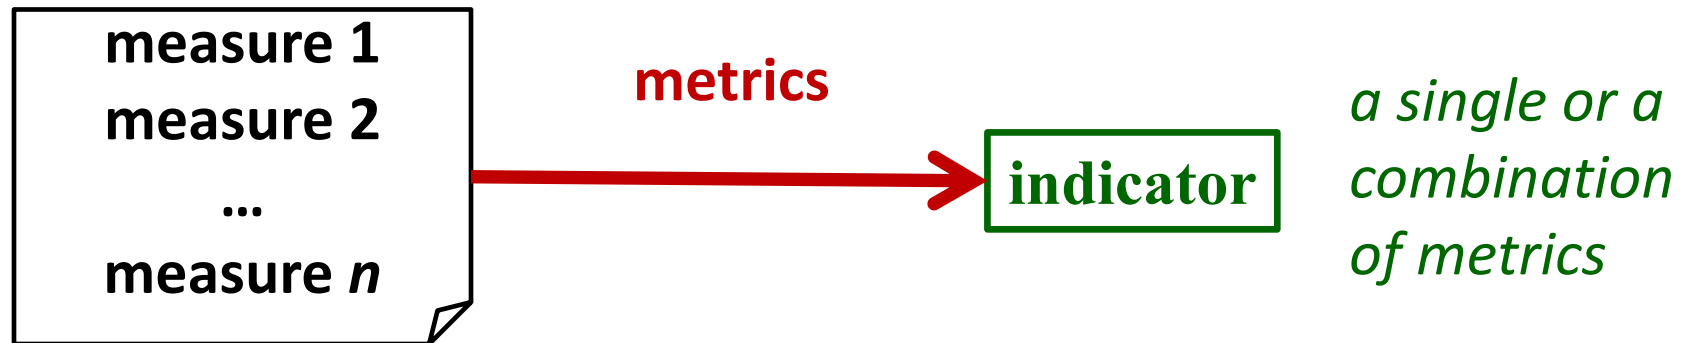 measure 1
measure 2
…
measure n
metrics
indicator
a single or a
combination
of metrics